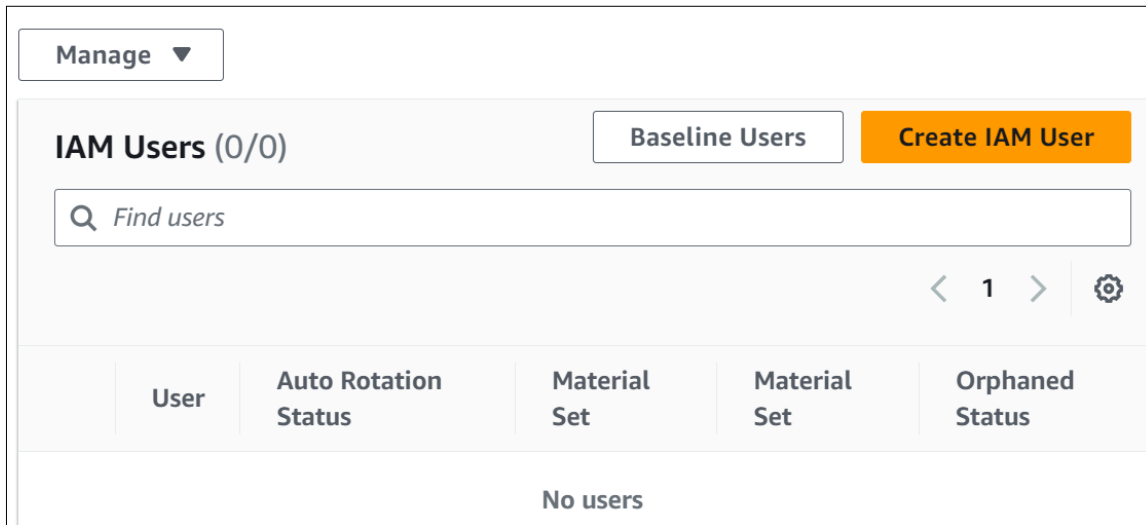 Manage
IAM Users (0/0)
Baseline Users
Create IAM User
Find users
1
User
Auto Rotation
Status
Material
Set
Material
Set
Orphaned
Status
No users